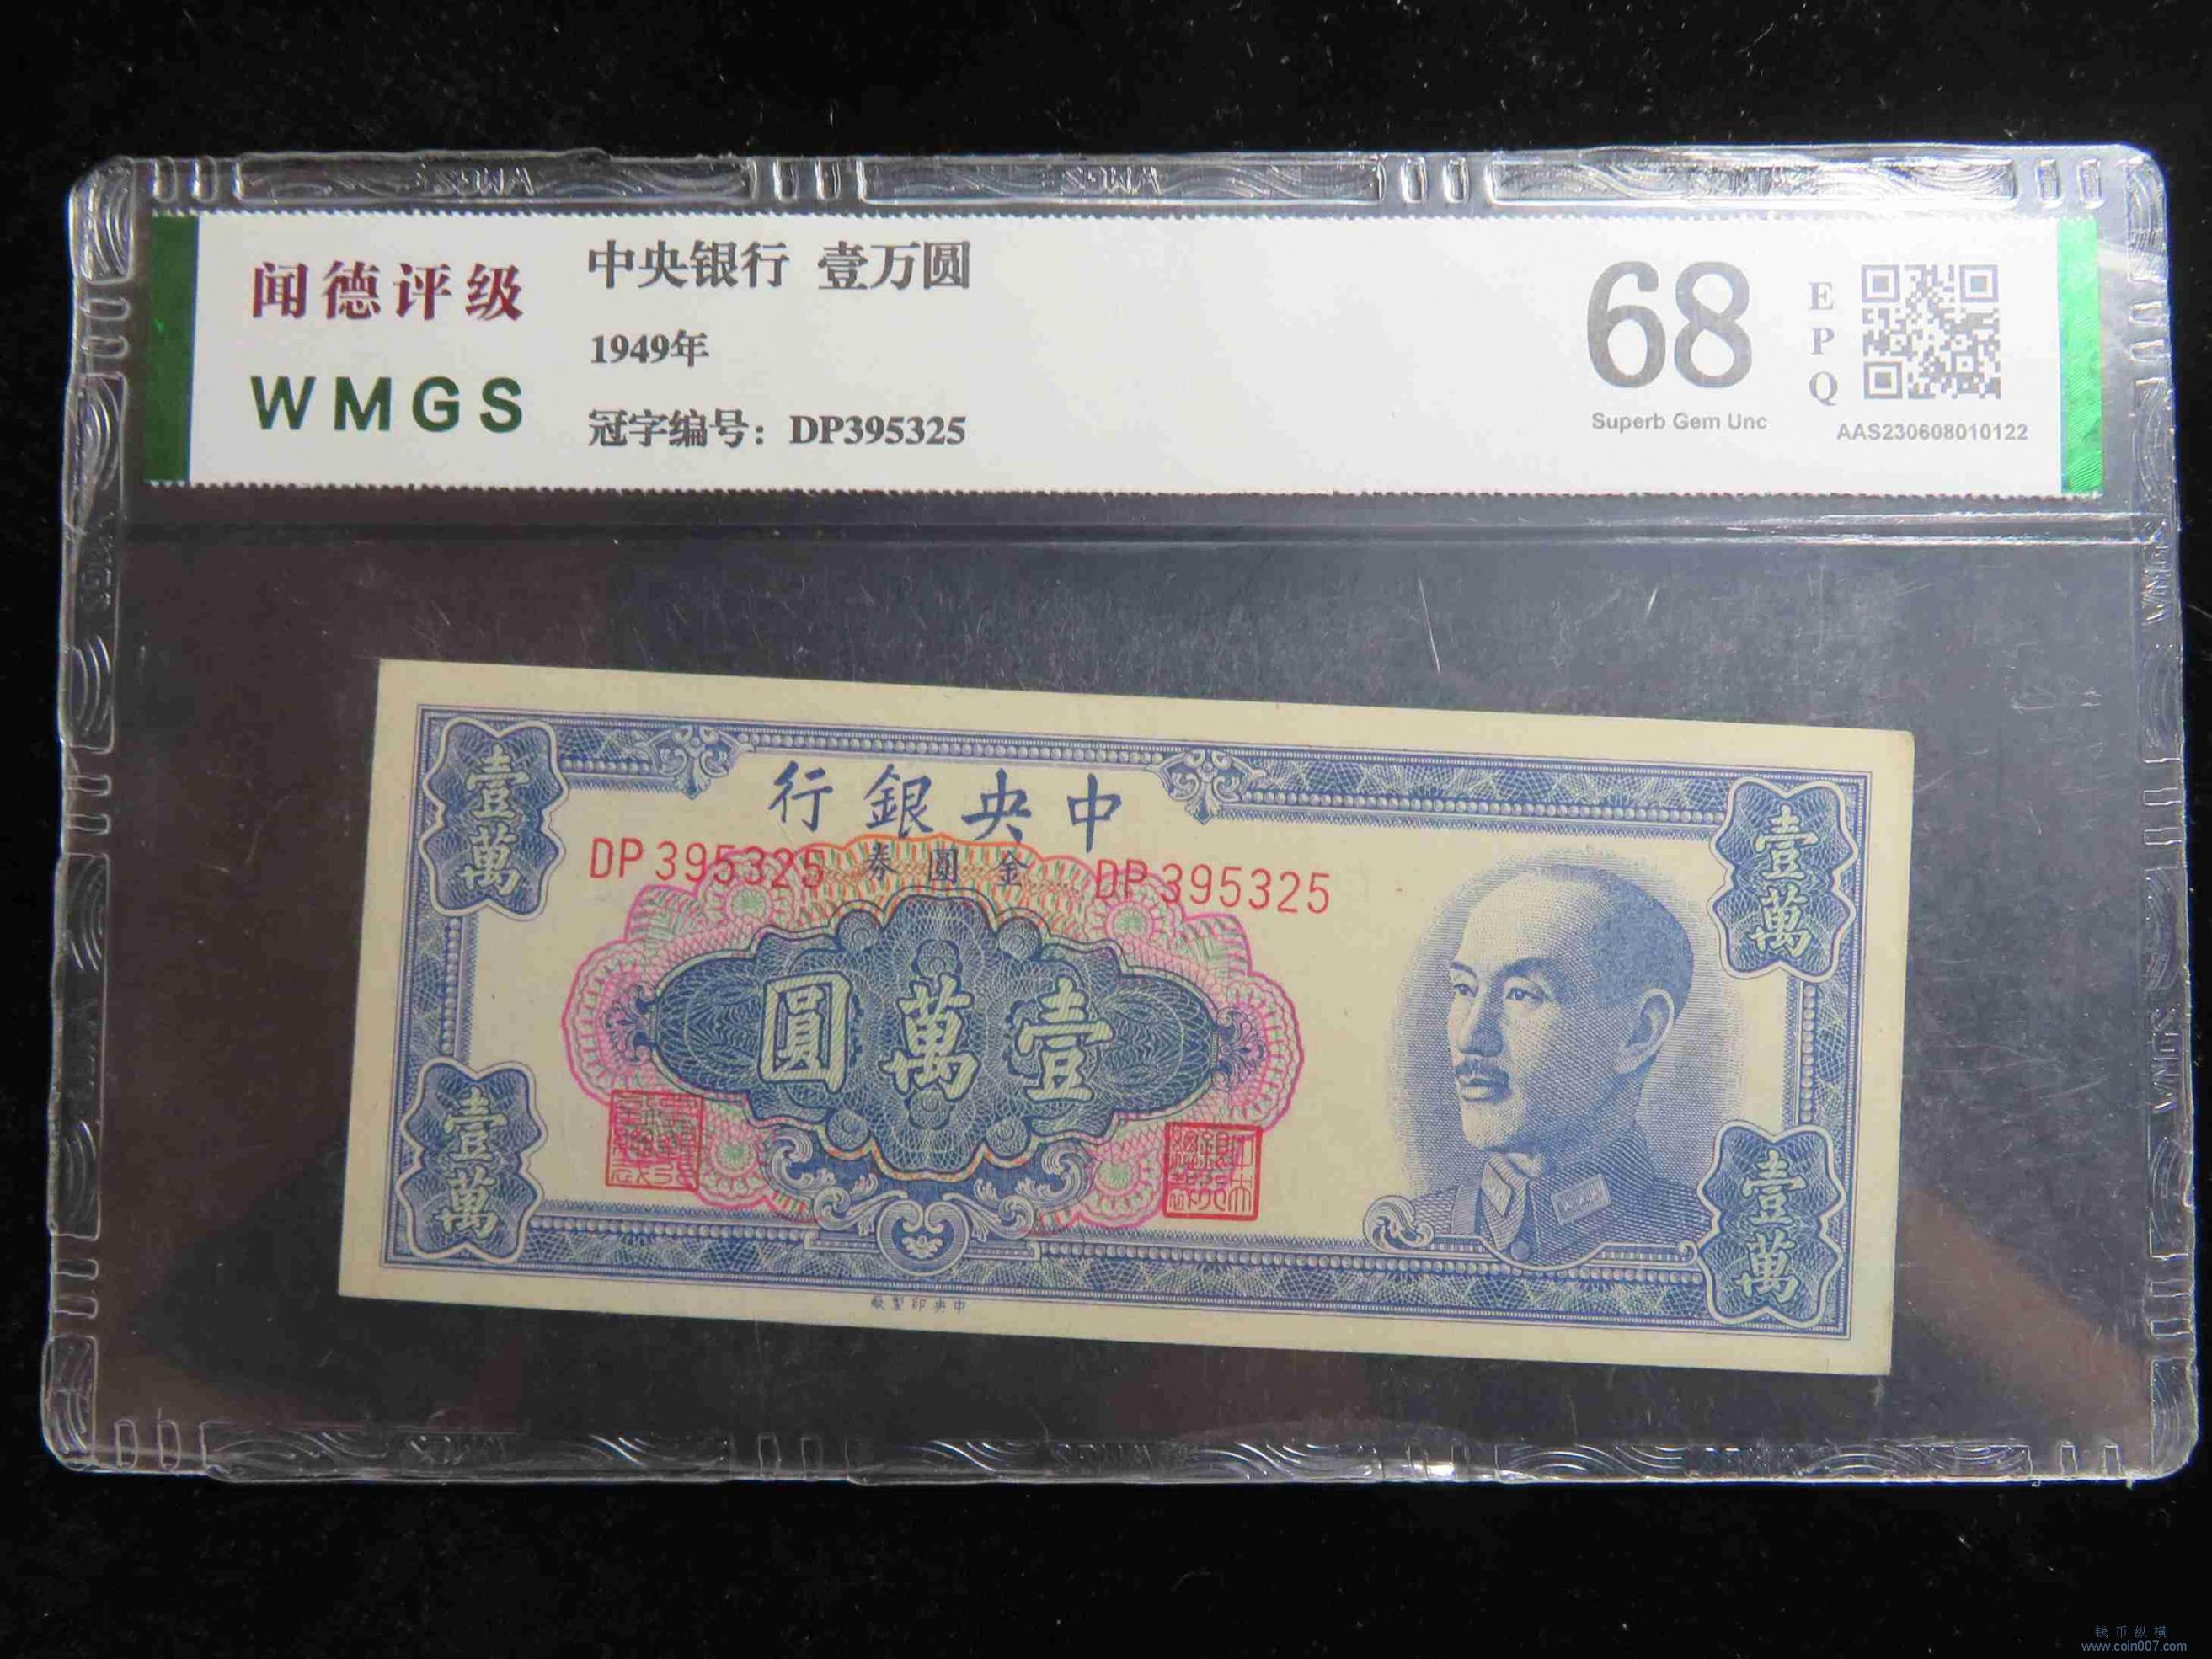 闻德评级
WMGS
中央银行 壹万圆
1949年
冠字编号：DP395325
68
EPQ
Superb Gem Unc
AAS230608010122
行銀央中
DP395325
券圓金
DP395325
圓萬壹
壹萬
壹萬
壹萬
壹萬
廠製印央中
钱币纵横
www.coin007.com